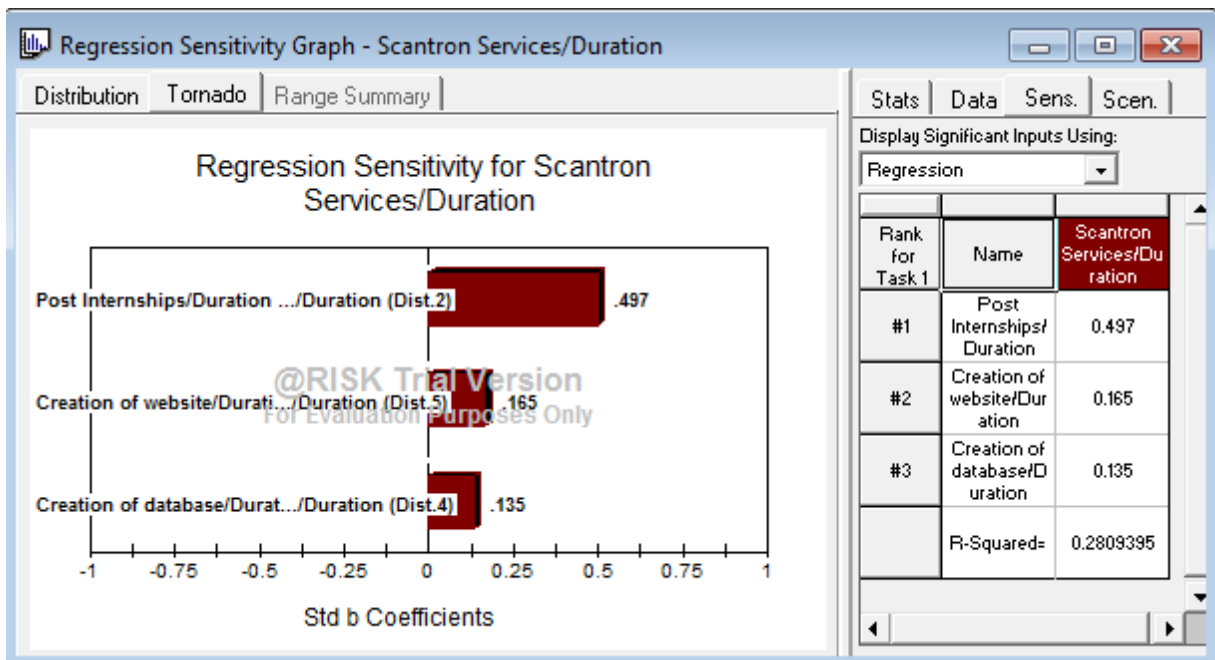 Regression Sensitivity Graph - Scantron Services/Duration
Distribution
Tornado
Range Summary
Regression Sensitivity for Scantron
Services/Duration
Post Internships/Duration .../Duration (Dist.2)
.497
@RISK Trial Version
For Evaluation Purposes Only
Creation of website/Durati.../Duration (Dist.5)
.165
Creation of database/Durat.../Duration (Dist.4)
.135
-1 -0.75 -0.5 -0.25 0 0.25 0.5 0.75 1
Std b Coefficients
Stats
Data
Sens.
Scen.
Display Significant Inputs Using:
Regression
Rank
for
Task 1
Name
Scantron
Services/Du
ration
#1
Post
Internships/
Duration
0.497
#2
Creation of
website/Dur
ation
0.165
#3
Creation of
database/D
uration
0.135
R-Squared=
0.2809395